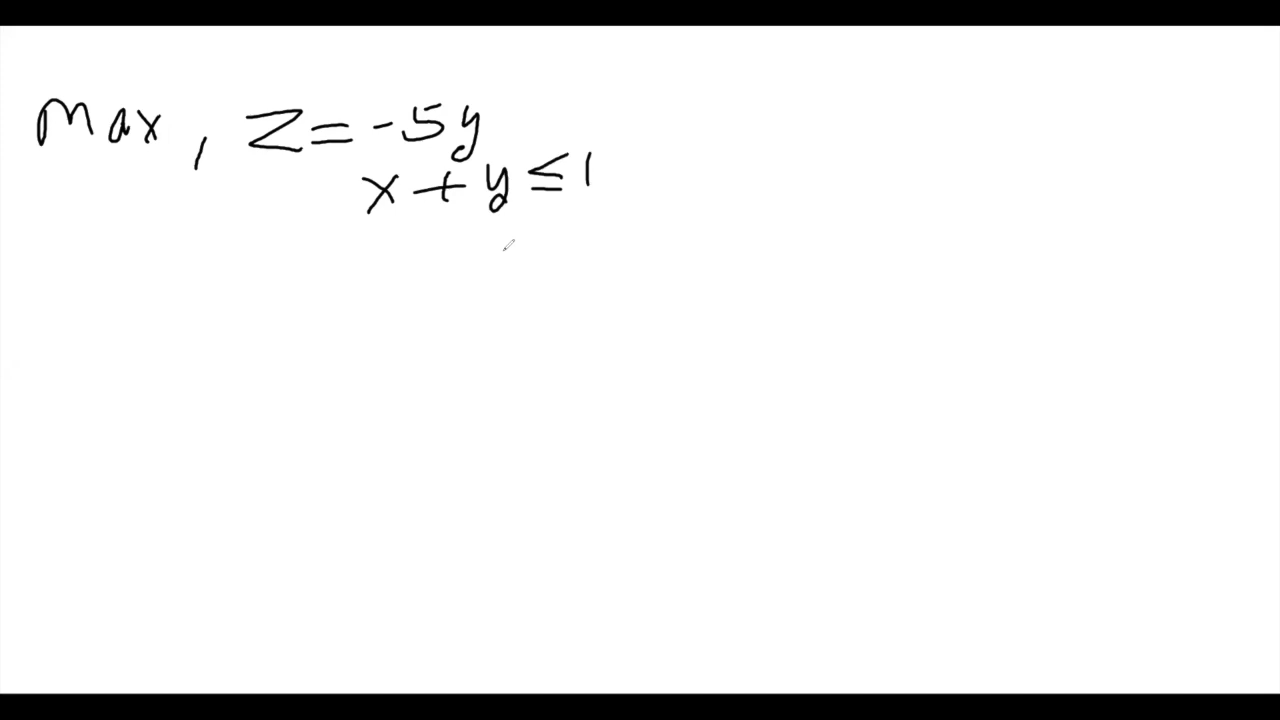 Max, Z = -5y
x + y ≤ 1